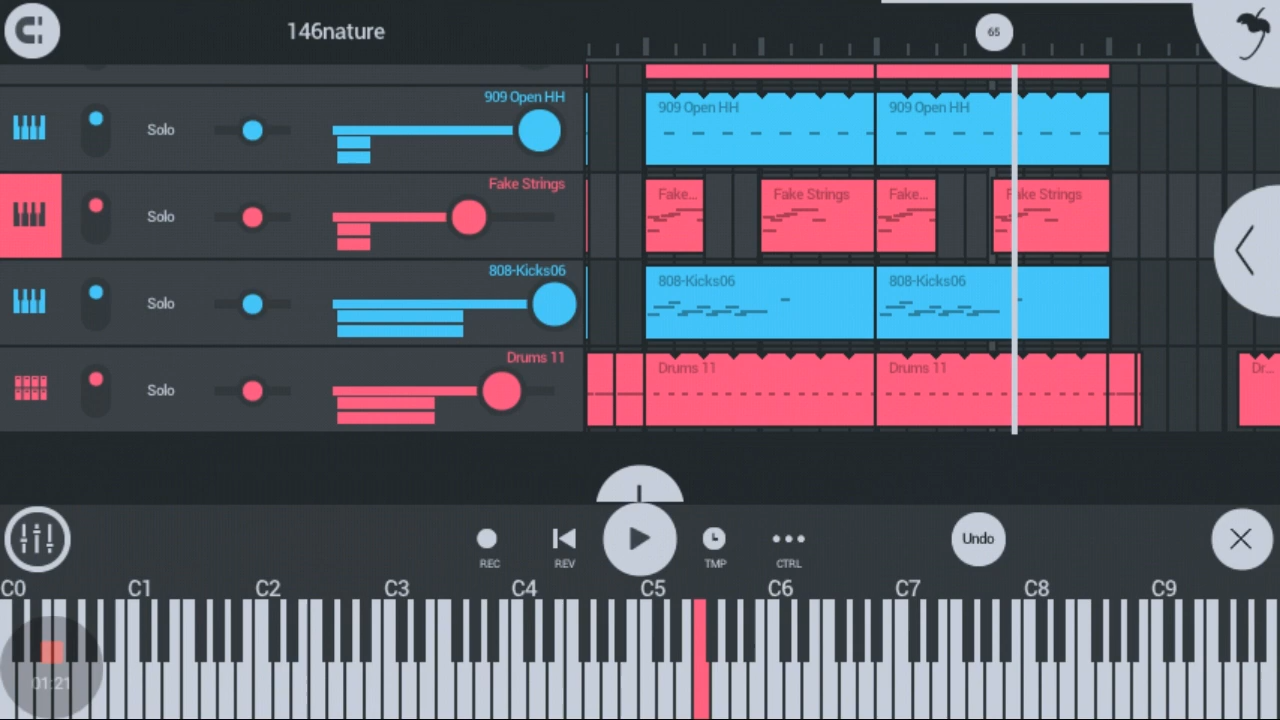 146nature
65
909 Open HH
Solo
909 Open HH
909 Open HH
Fake Strings
Solo
Fake...
Fake Strings
Fake...
Fake Strings
808-Kicks06
Solo
808-Kicks06
808-Kicks06
Drums 11
Solo
Drums 11
Drums 11
Dr...
REC
REV
TMP
CTRL
Undo
C0 C1 C2 C3 C4 C5 C6 C7 C8 C9
01:21